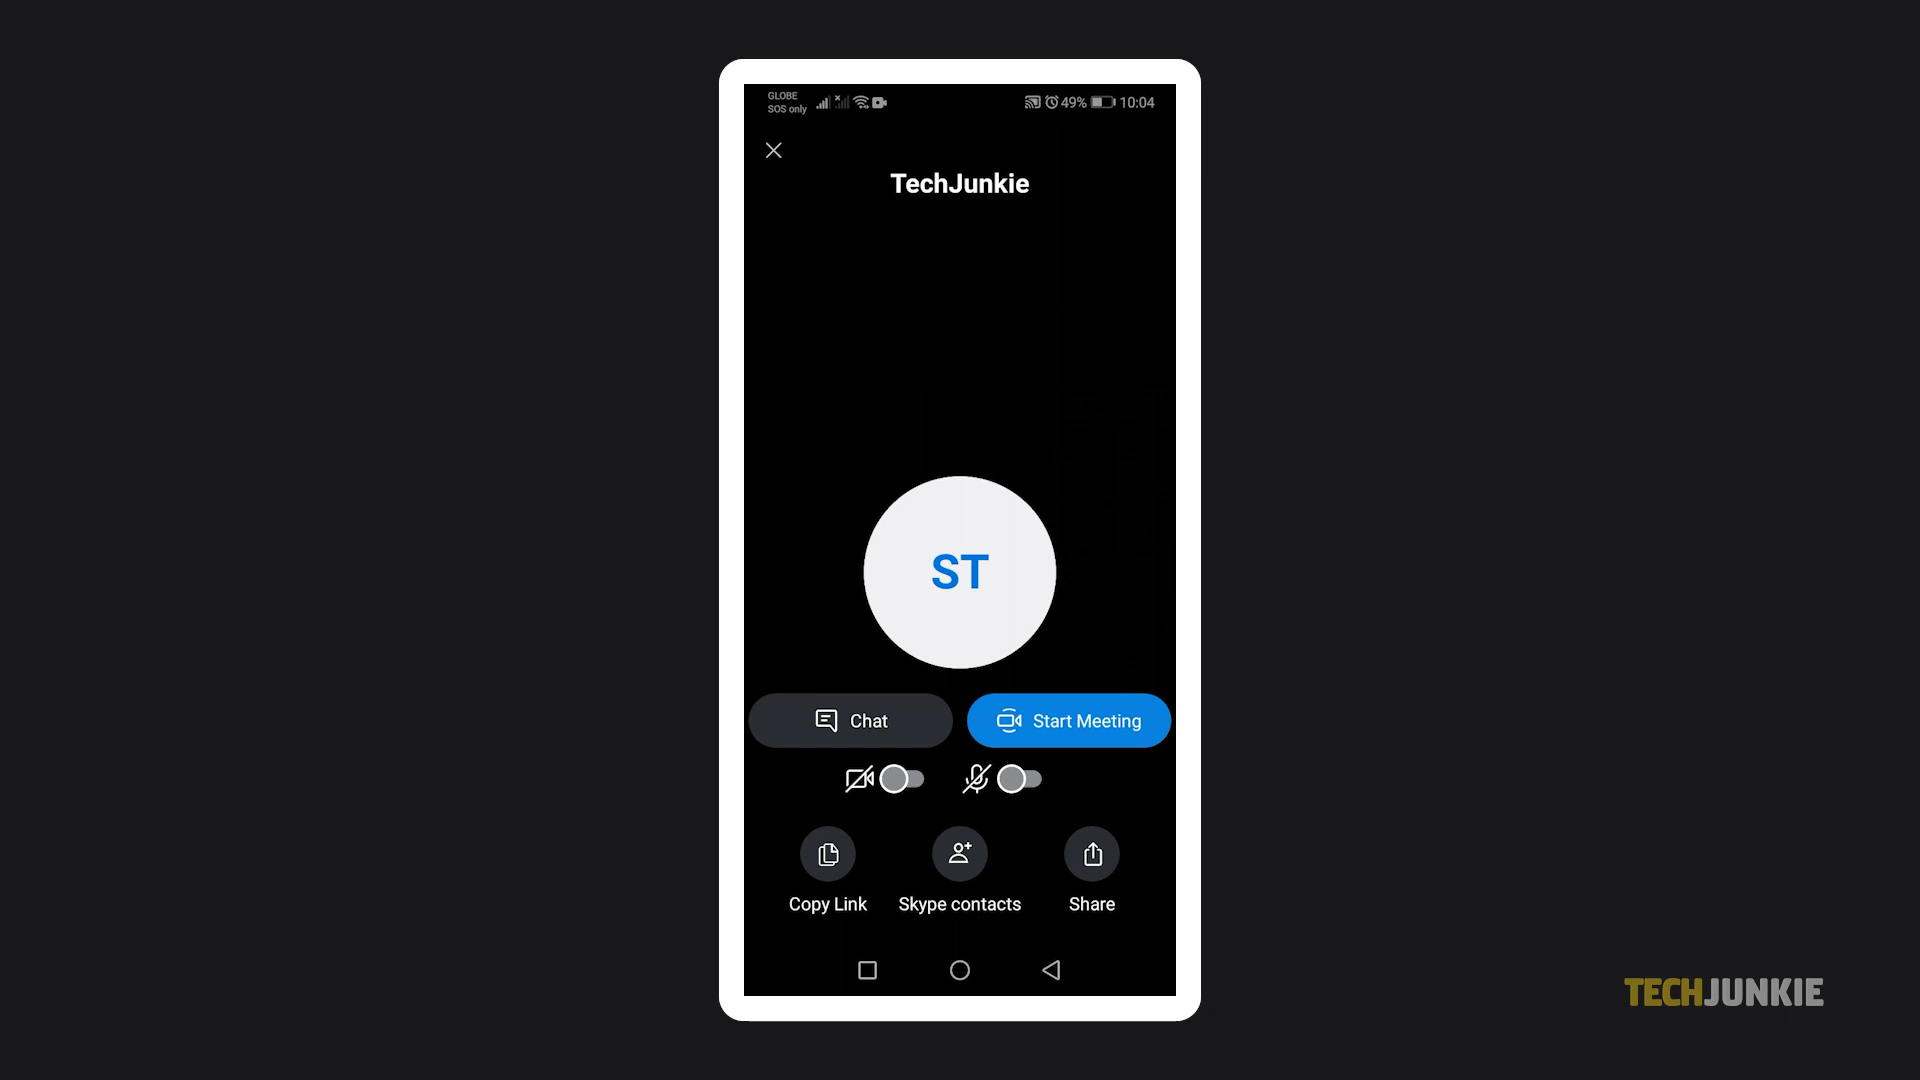 GLOBE
SOS only
49% 10:04
TechJunkie
ST
Chat
Start Meeting
Copy Link
Skype contacts
Share
TECHJUNKIE